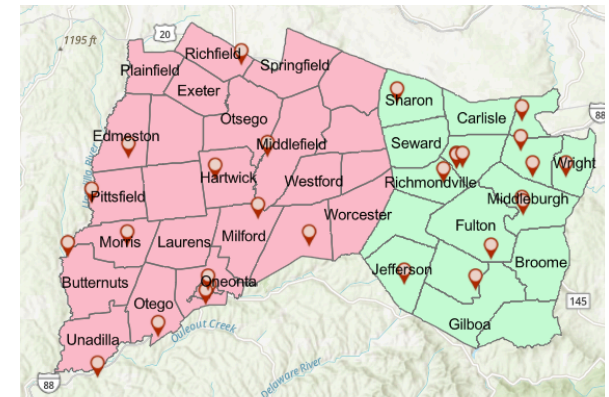 1195 ft
20
Richfield
Springfield
Plainfield
Exeter
Sharon
Otsego
Carlisle
88
Edmeston
Middlefield
Seward
Hartwick
Wright
Westford
Richmondville
Pittsfield
Middleburgh
Worcester
Fulton
Morris
Laurens
Milford
Broome
Jefferson
Butternuts
Oneonta
Otego
145
Gilboa
Unadilla
Ouleout Creek
Delaware River
88